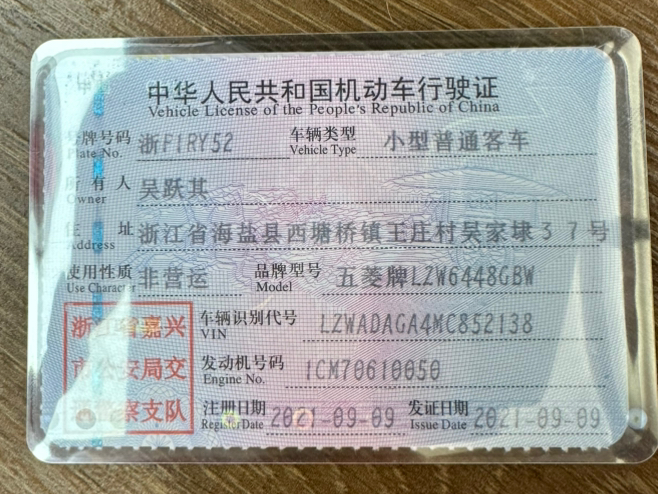 中华人民共和国机动车行驶证
Vehicle License of the People's Republic of China
号牌号码 浙F1RY52 车辆类型 小型普通客车
Plate No. Vehicle Type
所有人 吴跃其
Owner
住址 浙江省海盐县西塘桥镇王庄村吴家埭37号
Address
使用性质 非营运 品牌型号 五菱牌LZW6448GBW
Use Character Model
浙江省嘉兴
市公安局交
通警察支队
车辆识别代号 LZWADAGA4MC852138
VIN
发动机号码 1CM70610050
Engine No.
注册日期 2021-09-09 发证日期 2021-09-09
Register Date Issue Date